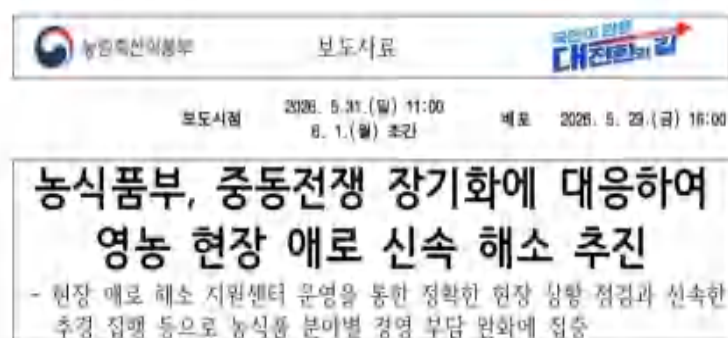 농림축산식품부
보도자료
국민이 만든
대전환의 길
보도시점
2026. 5.31.(일) 11:00
6. 1.(월) 조간
배포
2026. 5. 29.(금) 16:00
농식품부, 중동전쟁 장기화에 대응하여
영농 현장 애로 신속 해소 추진
- 현장 애로 해소 지원센터 운영을 통한 정확한 현장 상황 점검과 신속한
추경 집행 등으로 농식품 분야별 경영 부담 완화에 집중